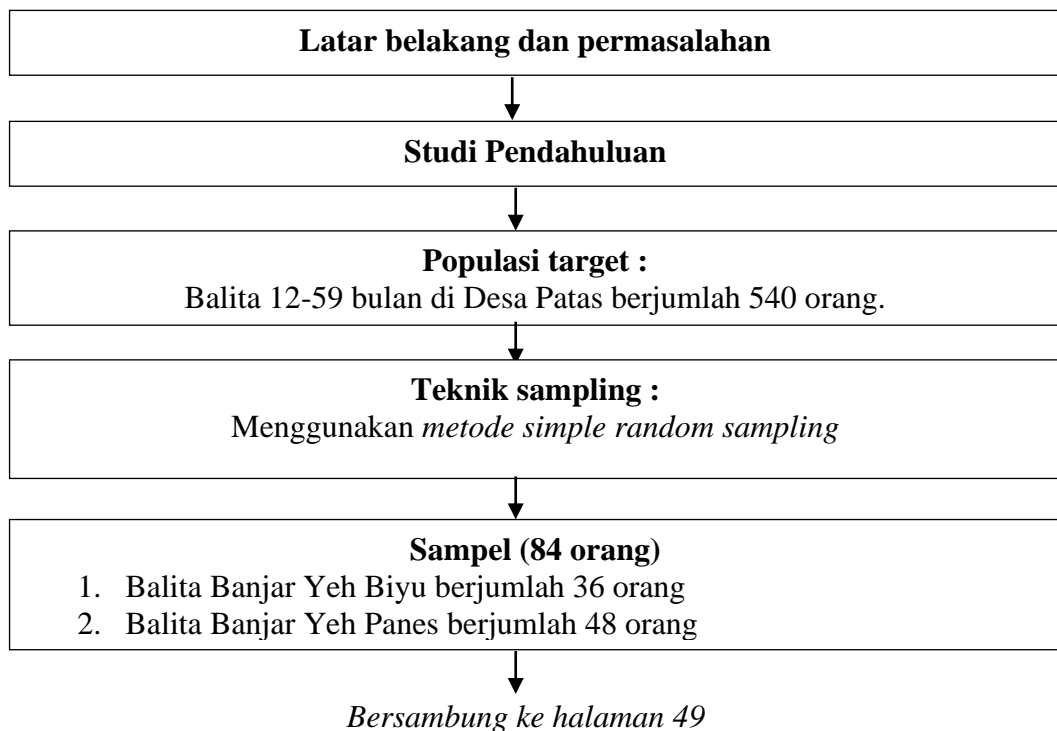 Latar belakang dan permasalahan
Studi Pendahuluan
Populasi target :
Balita 12-59 bulan di Desa Patas berjumlah 540 orang.
Teknik sampling :
Menggunakan metode simple random sampling
Sampel (84 orang)
1. Balita Banjar Yeh Biyu berjumlah 36 orang
2. Balita Banjar Yeh Panes berjumlah 48 orang
Bersambung ke halaman 49